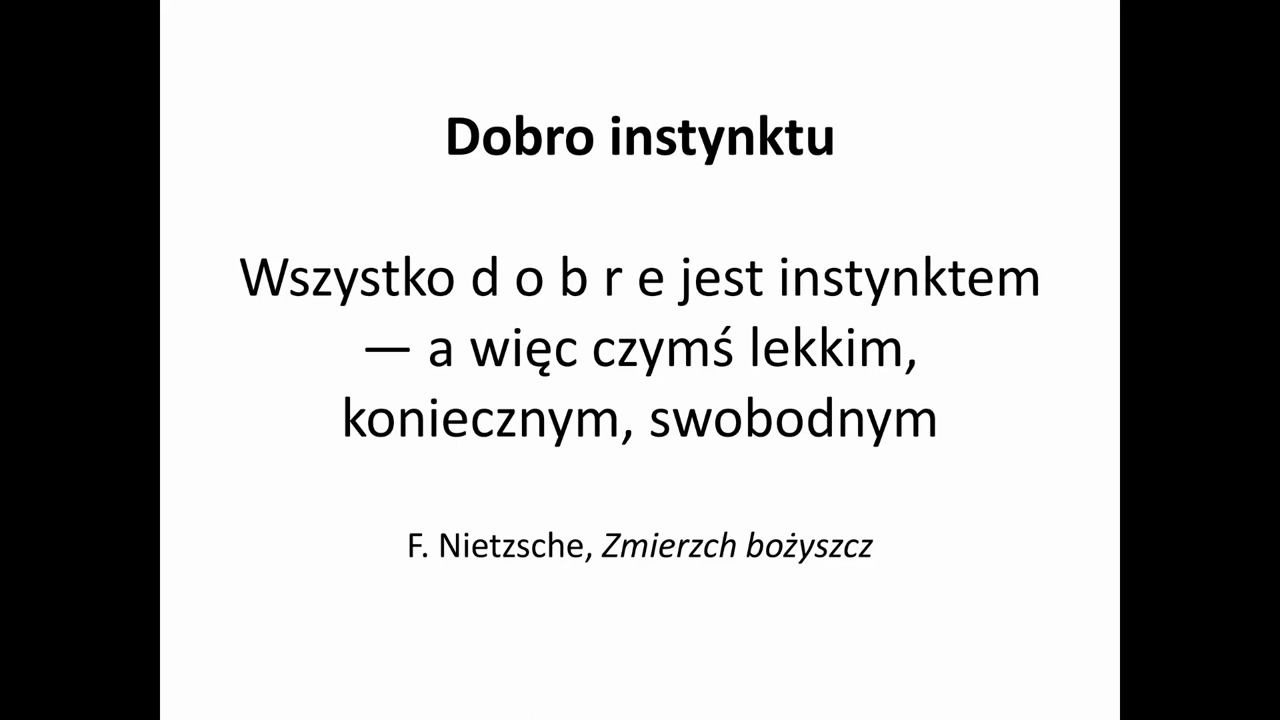 Dobro instynktu
Wszystko d o b r e jest instynktem
— a więc czymś lekkim,
koniecznym, swobodnym
F. Nietzsche, Zmierzch bożyszcz